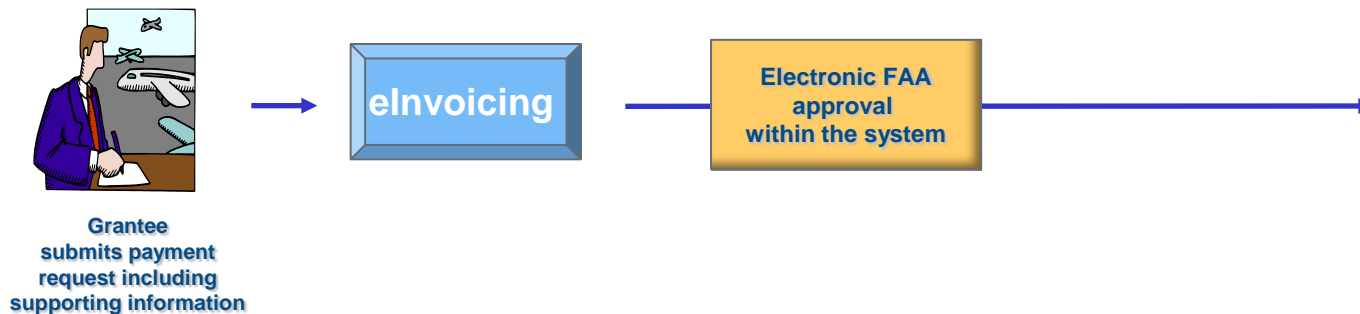 eInvoicing
Electronic FAA
approval
within the system
Grantee
submits payment
request including
supporting information